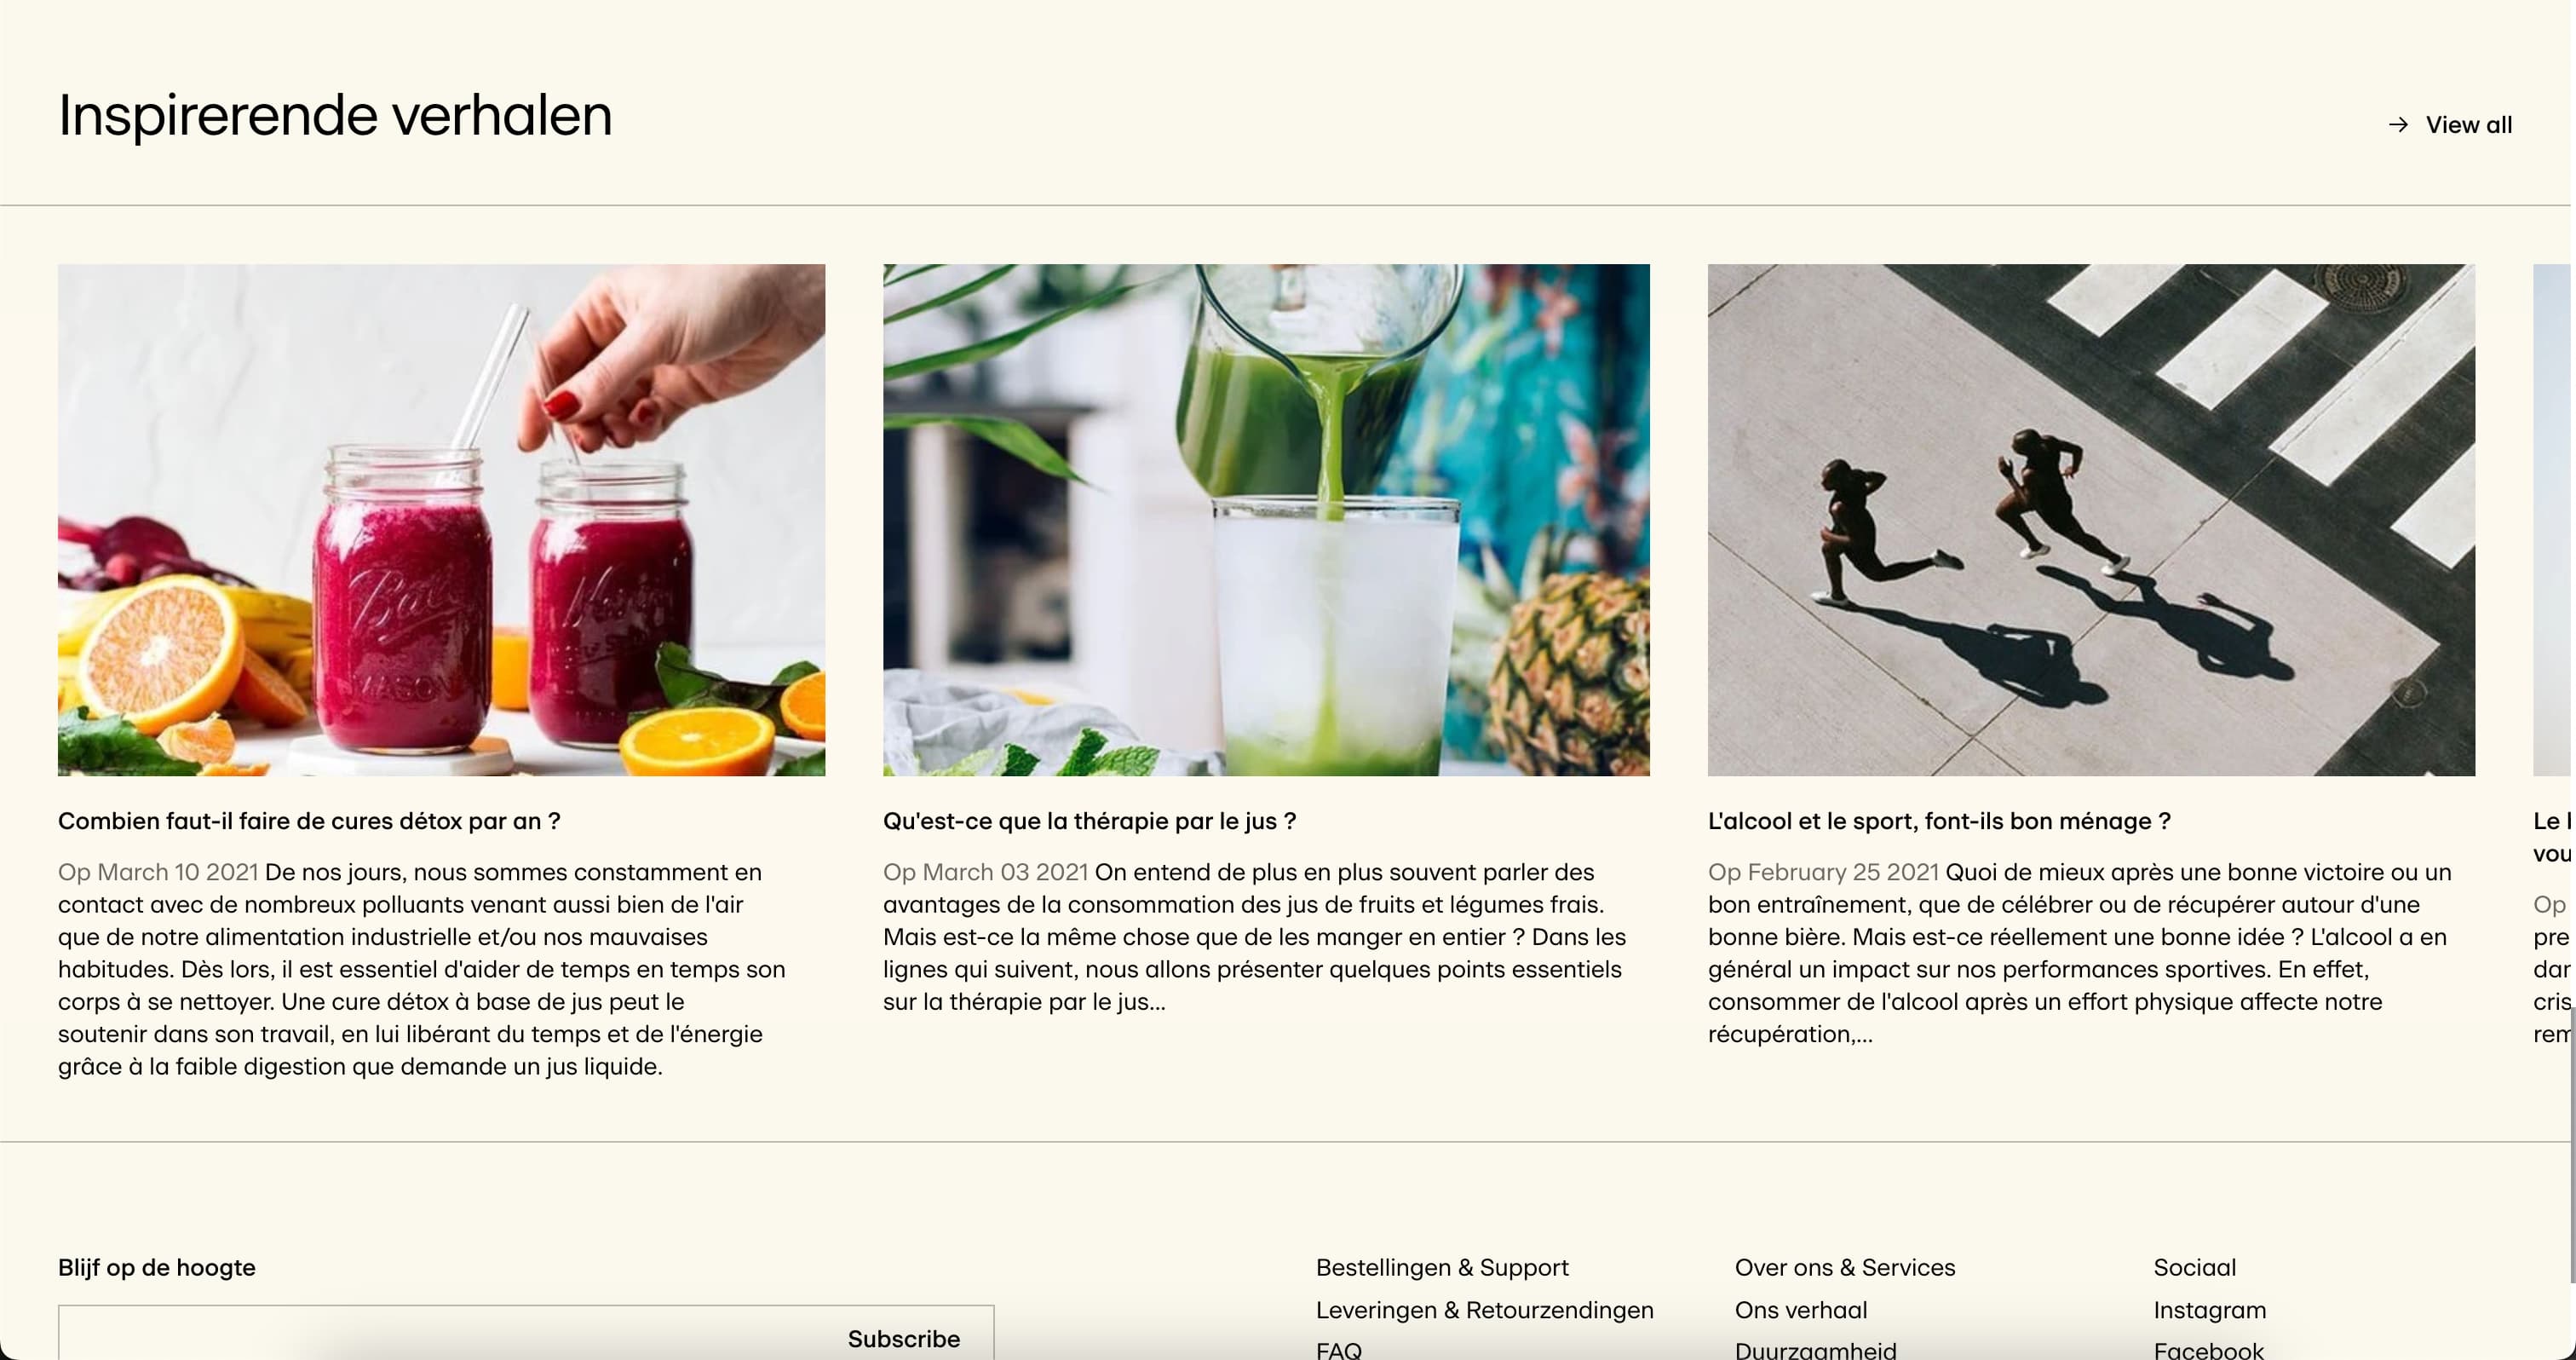 Inspirerende verhalen
→ View all
Combien faut-il faire de cures détox par an ?
Op March 10 2021 De nos jours, nous sommes constamment en
contact avec de nombreux polluants venant aussi bien de l'air
que de notre alimentation industrielle et/ou nos mauvaises
habitudes. Dès lors, il est essentiel d'aider de temps en temps son
corps à se nettoyer. Une cure détox à base de jus peut le
soutenir dans son travail, en lui libérant du temps et de l'énergie
grâce à la faible digestion que demande un jus liquide.
Qu'est-ce que la thérapie par le jus ?
Op March 03 2021 On entend de plus en plus souvent parler des
avantages de la consommation des jus de fruits et légumes frais.
Mais est-ce la même chose que de les manger en entier ? Dans les
lignes qui suivent, nous allons présenter quelques points essentiels
sur la thérapie par le jus...
L'alcool et le sport, font-ils bon ménage ?
Op February 25 2021 Quoi de mieux après une bonne victoire ou un
bon entraînement, que de célébrer ou de récupérer autour d'une
bonne bière. Mais est-ce réellement une bonne idée ? L'alcool a en
général un impact sur nos performances sportives. En effet,
consommer de l'alcool après un effort physique affecte notre
récupération,...
Le
Op
Blijf op de hoogte
Subscribe
Bestellingen & Support
Leveringen & Retourzendingen
FAQ
Over ons & Services
Ons verhaal
Duurzaamheid
Sociaal
Instagram
Facebook